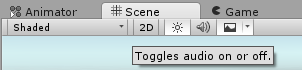 Animator Scene Game
Shaded 2D
Toggles audio on or off.